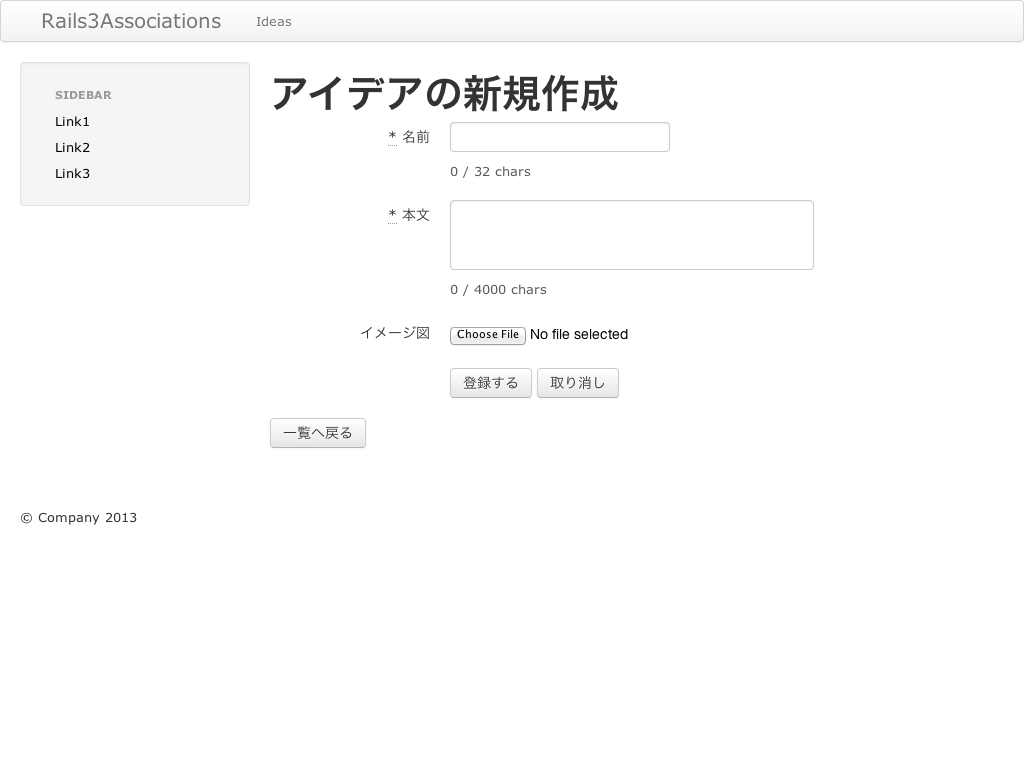 Rails3Associations Ideas
SIDEBAR
Link1
Link2
Link3
アイデアの新規作成
* 名前
0 / 32 chars
* 本文
0 / 4000 chars
イメージ図 Choose File No file selected
登録する 取り消し
一覧へ戻る
© Company 2013